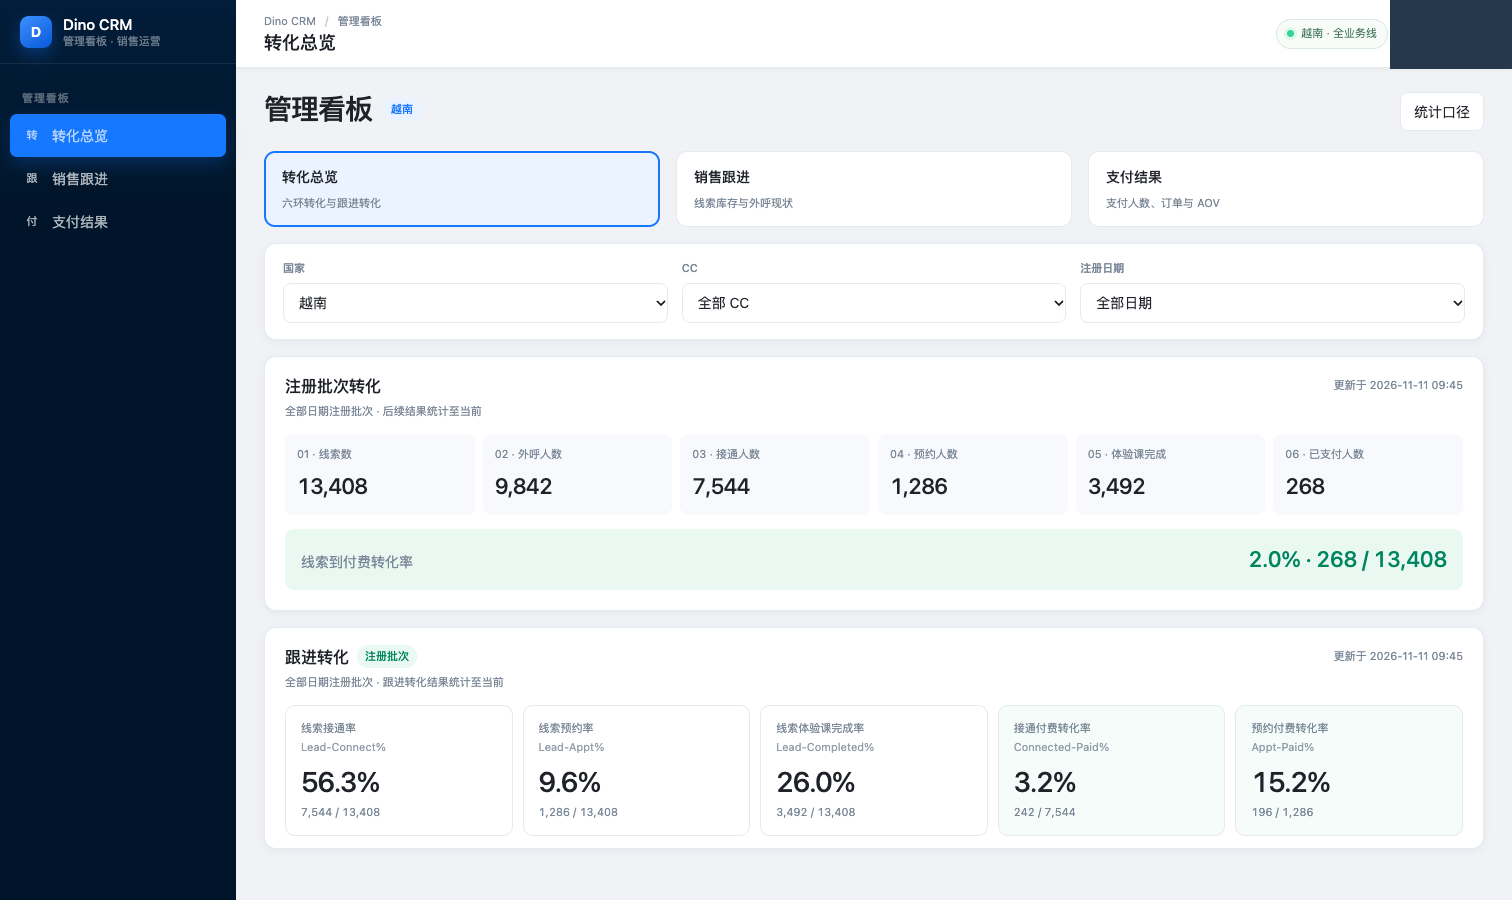 D
Dino CRM
管理看板 · 销售运营
管理看板
转 转化总览
跟 销售跟进
付 支付结果
Dino CRM / 管理看板
转化总览
越南 · 全业务线
管理看板 越南
统计口径
转化总览
六环转化与跟进转化
销售跟进
线索库存与外呼现状
支付结果
支付人数、订单与 AOV
国家
越南
CC
全部 CC
注册日期
全部日期
注册批次转化
更新于 2026-11-11 09:45
全部日期注册批次 · 后续结果统计至当前
01 · 线索数
13,408
02 · 外呼人数
9,842
03 · 接通人数
7,544
04 · 预约人数
1,286
05 · 体验课完成
3,492
06 · 已支付人数
268
线索到付费转化率
2.0% · 268 / 13,408
跟进转化 注册批次
更新于 2026-11-11 09:45
全部日期注册批次 · 跟进转化结果统计至当前
线索接通率
Lead-Connect%
56.3%
7,544 / 13,408
线索预约率
Lead-Appt%
9.6%
1,286 / 13,408
线索体验课完成率
Lead-Completed%
26.0%
3,492 / 13,408
接通付费转化率
Connected-Paid%
3.2%
242 / 7,544
预约付费转化率
Appt-Paid%
15.2%
196 / 1,286